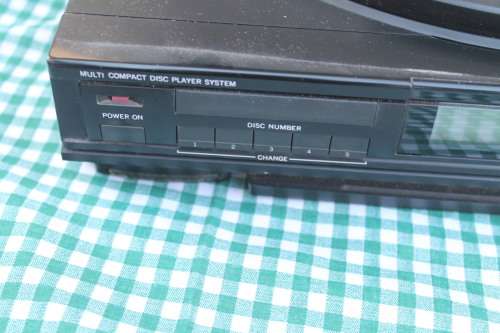 MULTI COMPACT DISC PLAYER SYSTEM
POWER ON
DISC NUMBER
1 2 3 4 5
CHANGE